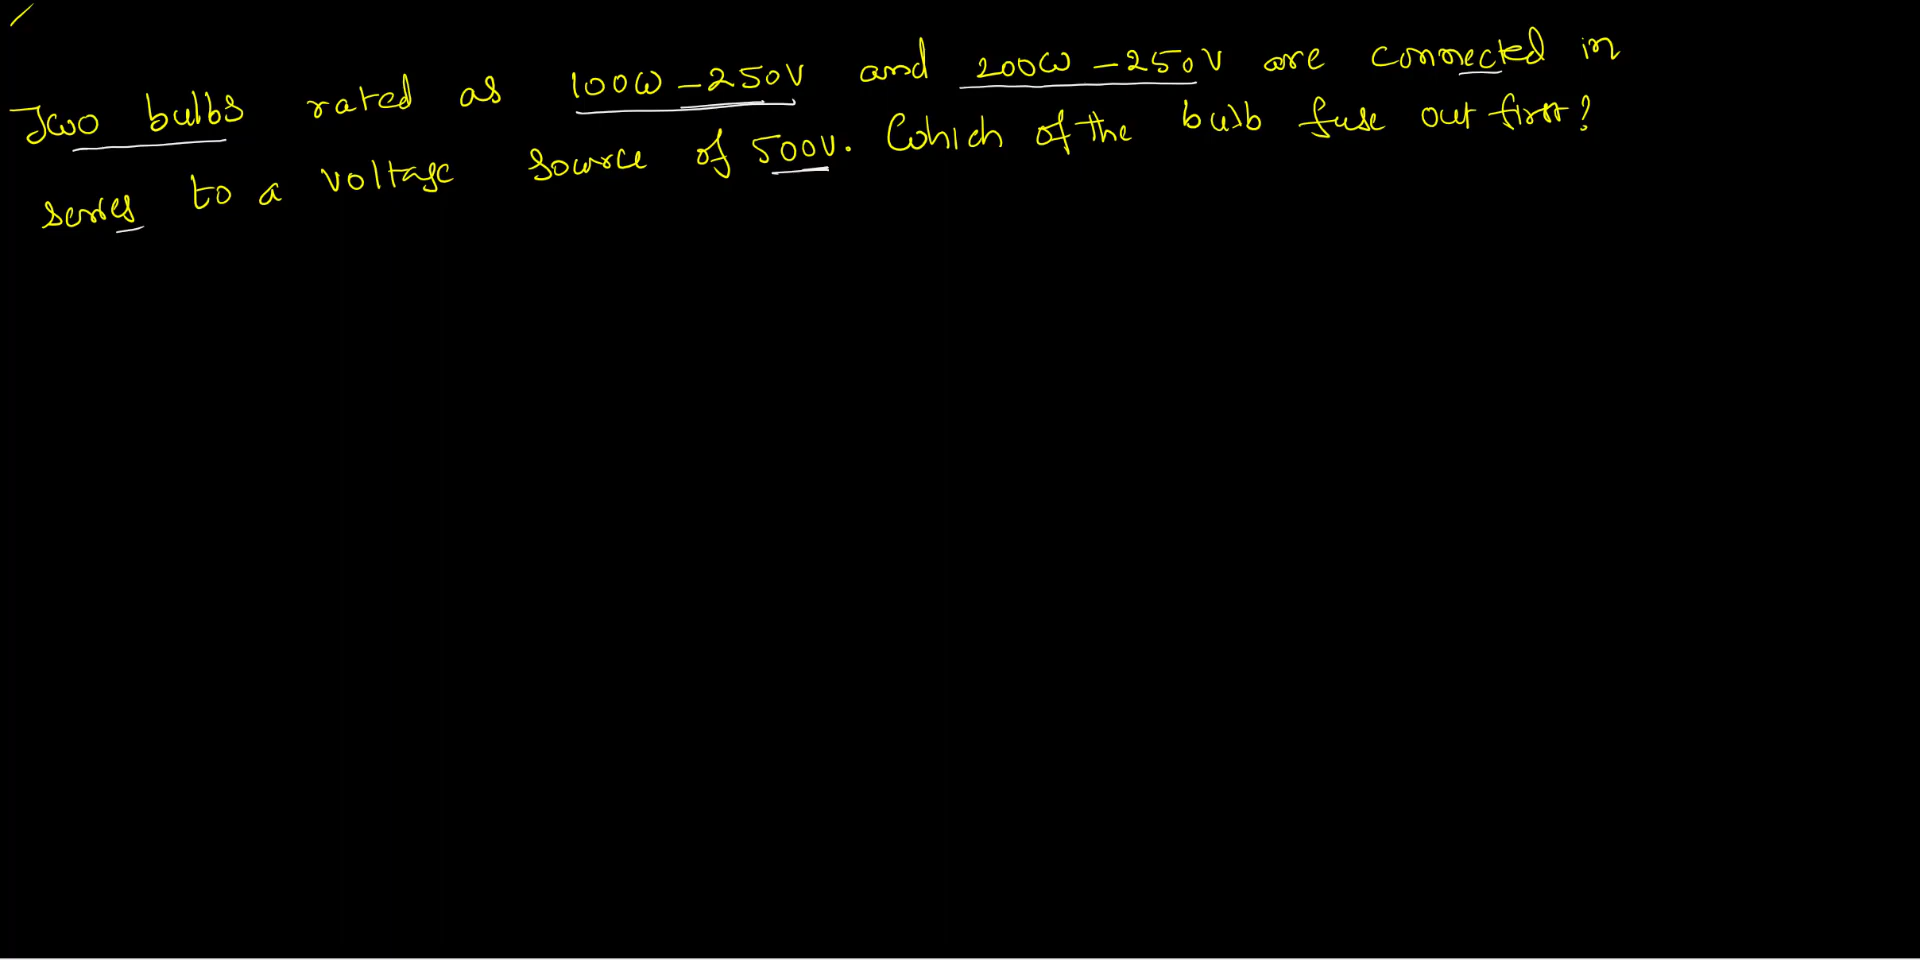 Two bulbs rated as 100W - 250V and 200W - 250V are connected in
series to a voltage source of 500V. Which of the bulb fuse out first?